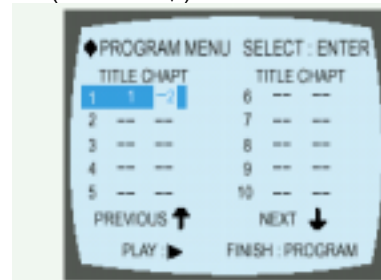 ♦PROGRAM MENU SELECT : ENTER
TITLE CHAPT TITLE CHAPT
1 1 --2 6 -- --
2 -- -- 7 -- --
3 -- -- 8 -- --
4 -- -- 9 -- --
5 -- -- 10 -- --
PREVIOUS ↑ NEXT ↓
PLAY :▶ FINISH : PROGRAM